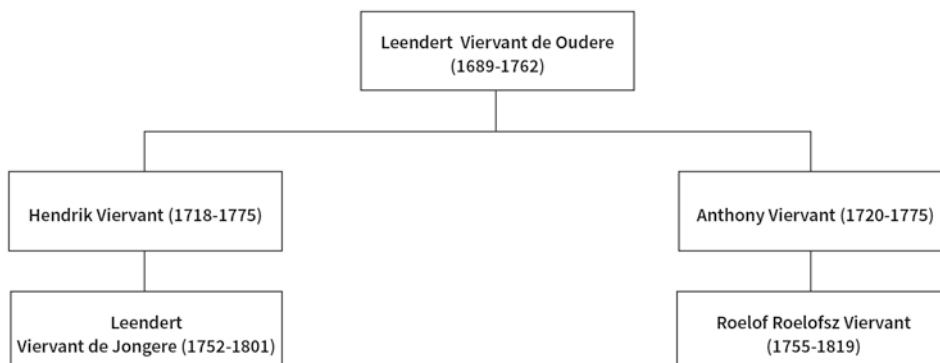 Leendert Viervant de Oudere
(1689-1762)
Hendrik Viervant (1718-1775)
Anthony Viervant (1720-1775)
Leendert
Viervant de Jongere (1752-1801)
Roelof Roelofsz Viervant
(1755-1819)